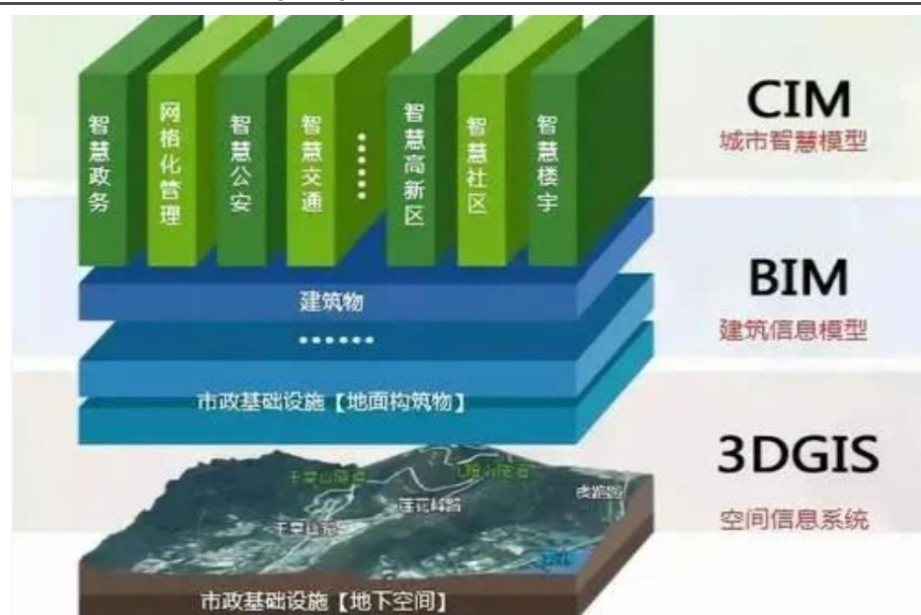 智慧政务
网格化管理
智慧公安
智慧交通
······
智慧高新区
智慧社区
智慧楼宇
CIM
城市智慧模型
建筑物
BIM
建筑信息模型
······
市政基础设施【地面构筑物】
3DGIS
空间信息系统
莲花峰路
市政基础设施【地下空间】